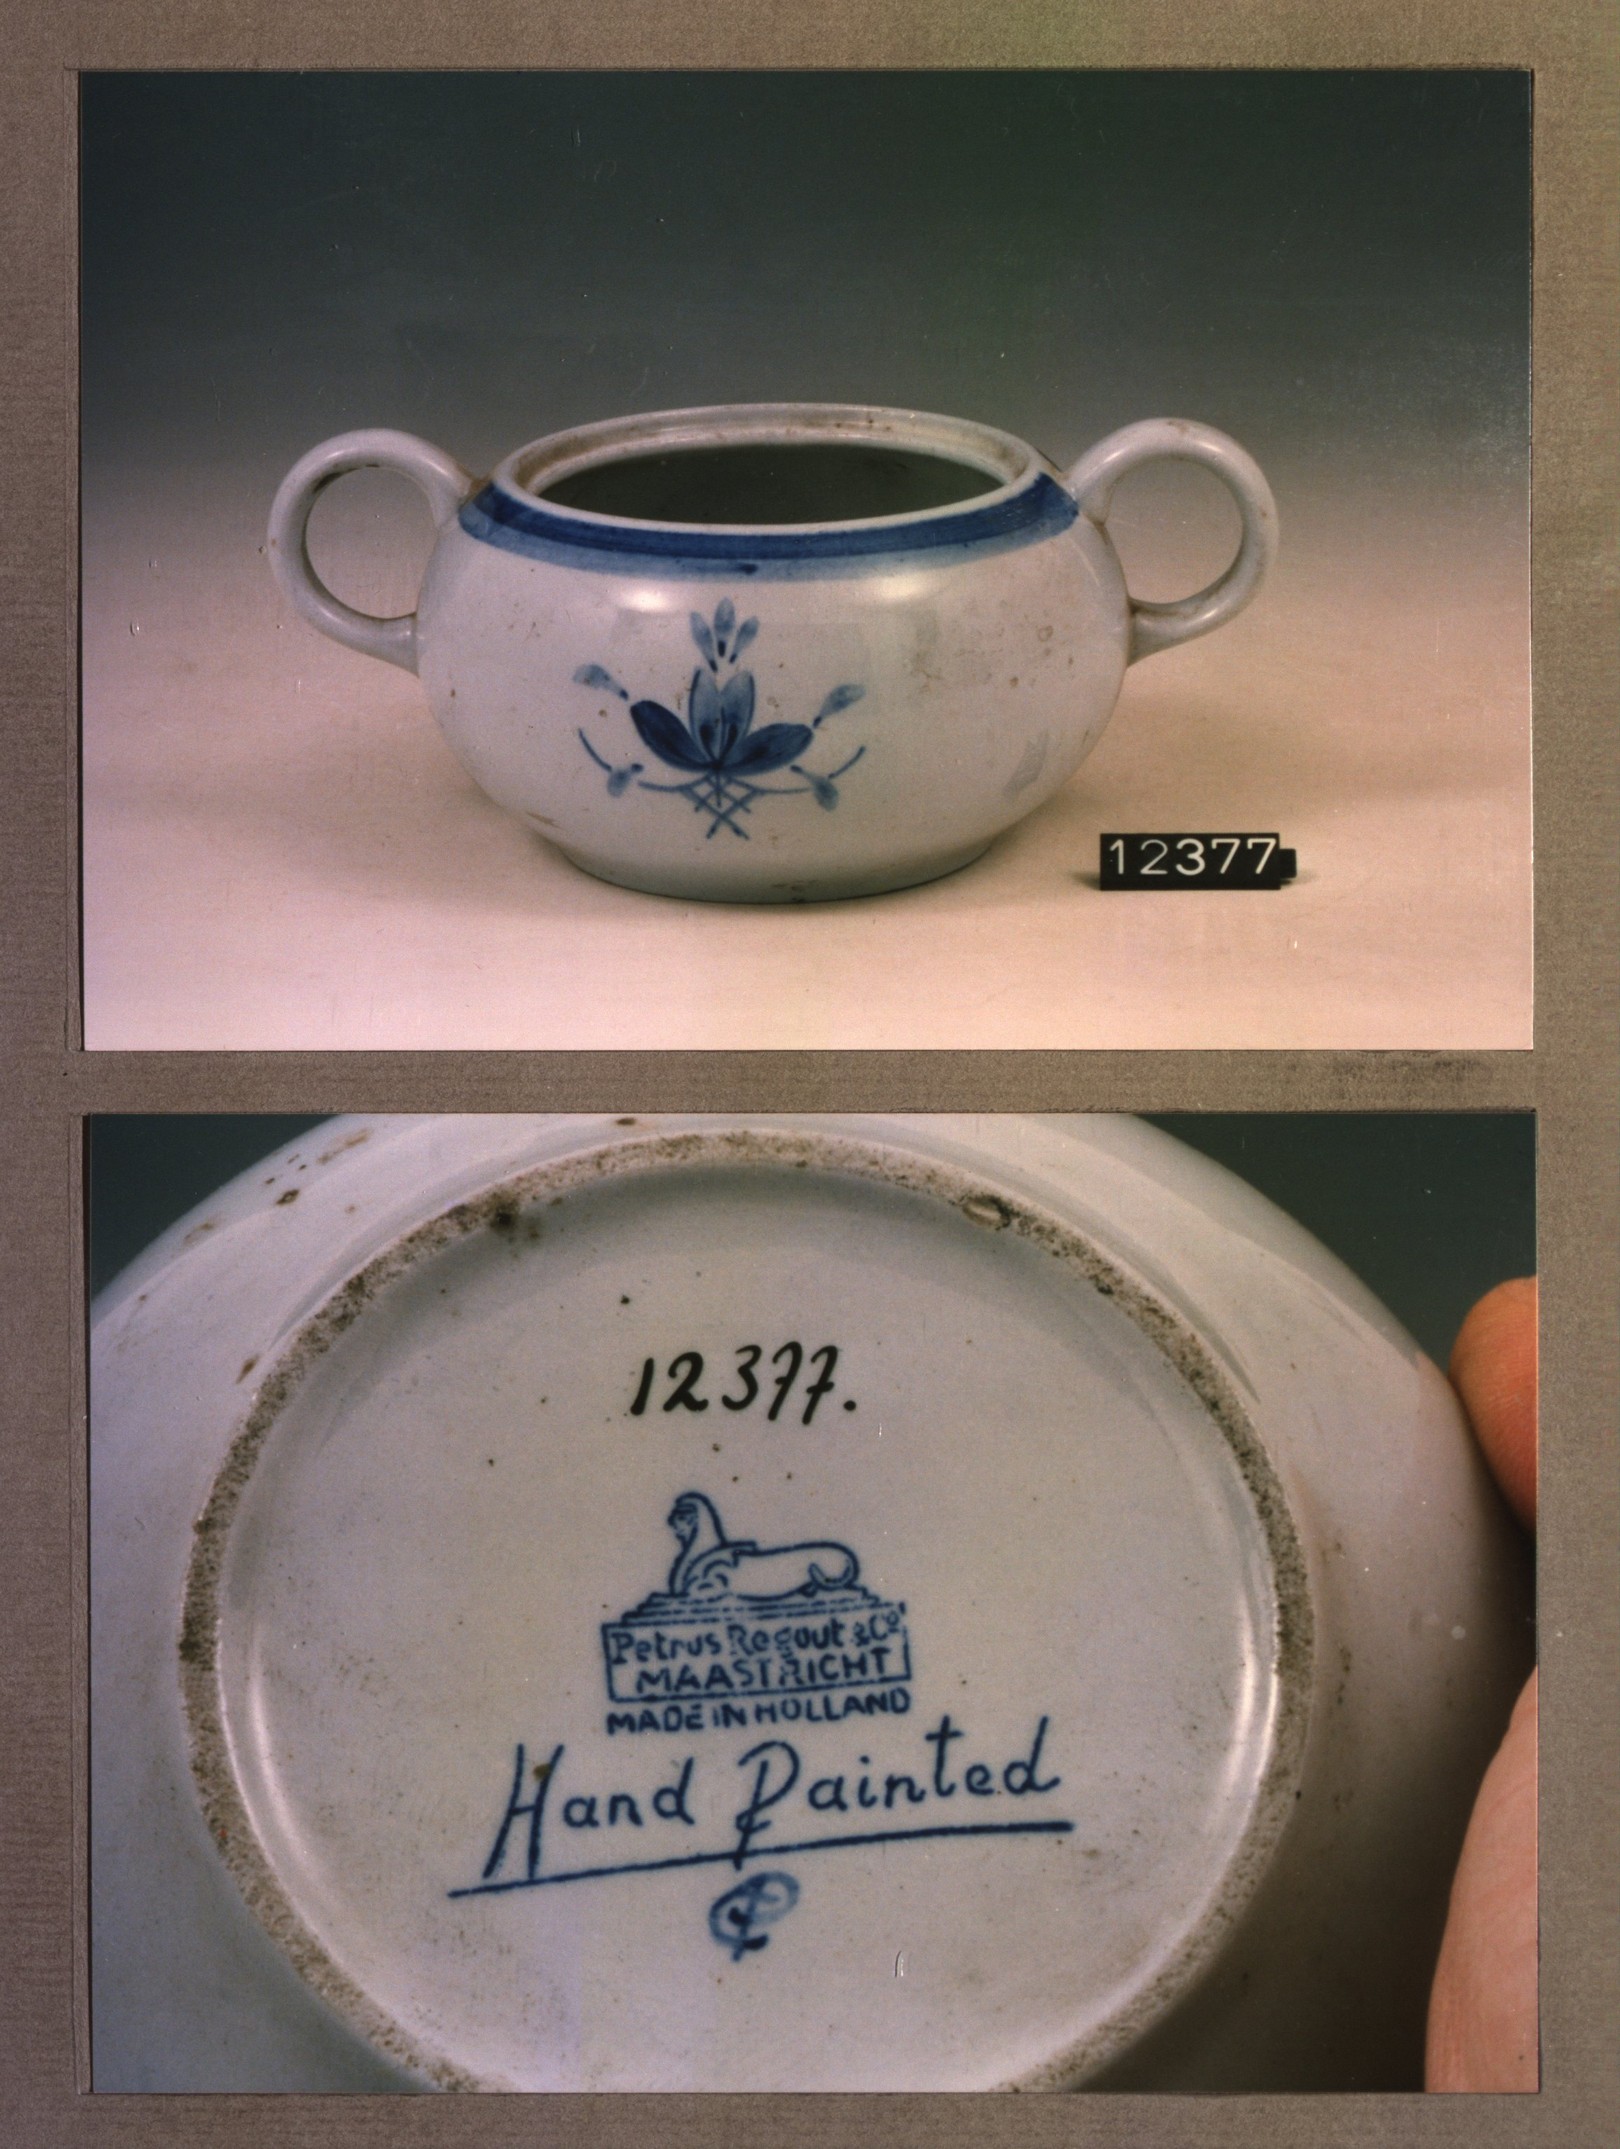 12377
12377.
Petrus Regout & Co
MAASTRICHT
MADE IN HOLLAND
Hand Painted